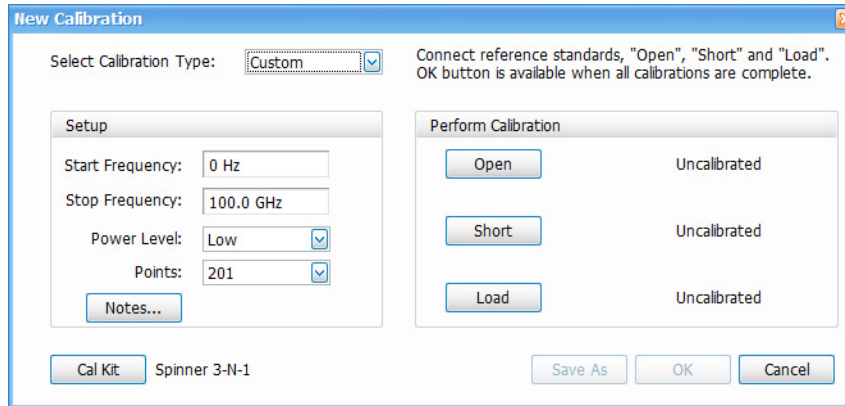 New Calibration
Select Calibration Type: Custom
Connect reference standards, "Open", "Short" and "Load".
OK button is available when all calibrations are complete.
Setup
Start Frequency: 0 Hz
Stop Frequency: 100.0 GHz
Power Level: Low
Points: 201
Notes...
Perform Calibration
Open Uncalibrated
Short Uncalibrated
Load Uncalibrated
Cal Kit Spinner 3-N-1
Save As OK Cancel